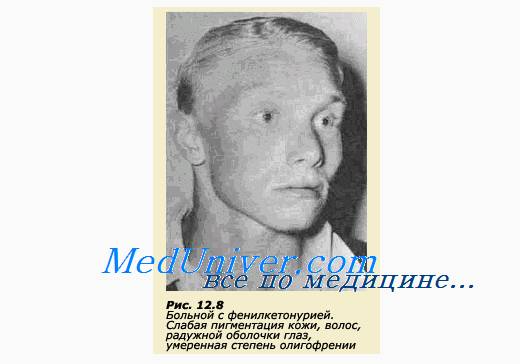 MedUniver.com
все по медицине...
Рис. 12.8
Больной с фенилкетонурией.
Слабая пигментация кожи, волос,
радужной оболочки глаз,
умеренная степень олигофрении